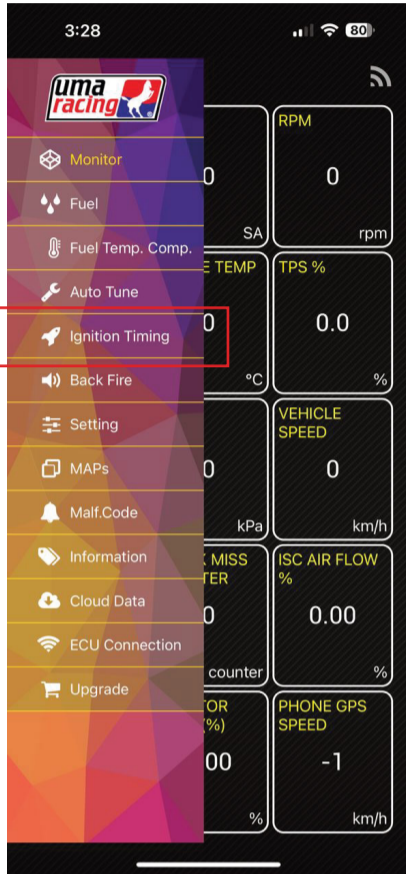 3:28
80
uma
racing
Monitor
Fuel
Fuel Temp. Comp.
Auto Tune
Ignition Timing
Back Fire
Setting
MAPs
Malf.Code
Information
Cloud Data
ECU Connection
Upgrade
0
SA
RPM
0
rpm
E TEMP
0
°C
TPS %
0.0
%
0
kPa
VEHICLE
SPEED
0
km/h
MISS
TER
0
counter
ISC AIR FLOW
%
0.00
%
TOR
(%)
00
%
PHONE GPS
SPEED
-1
km/h